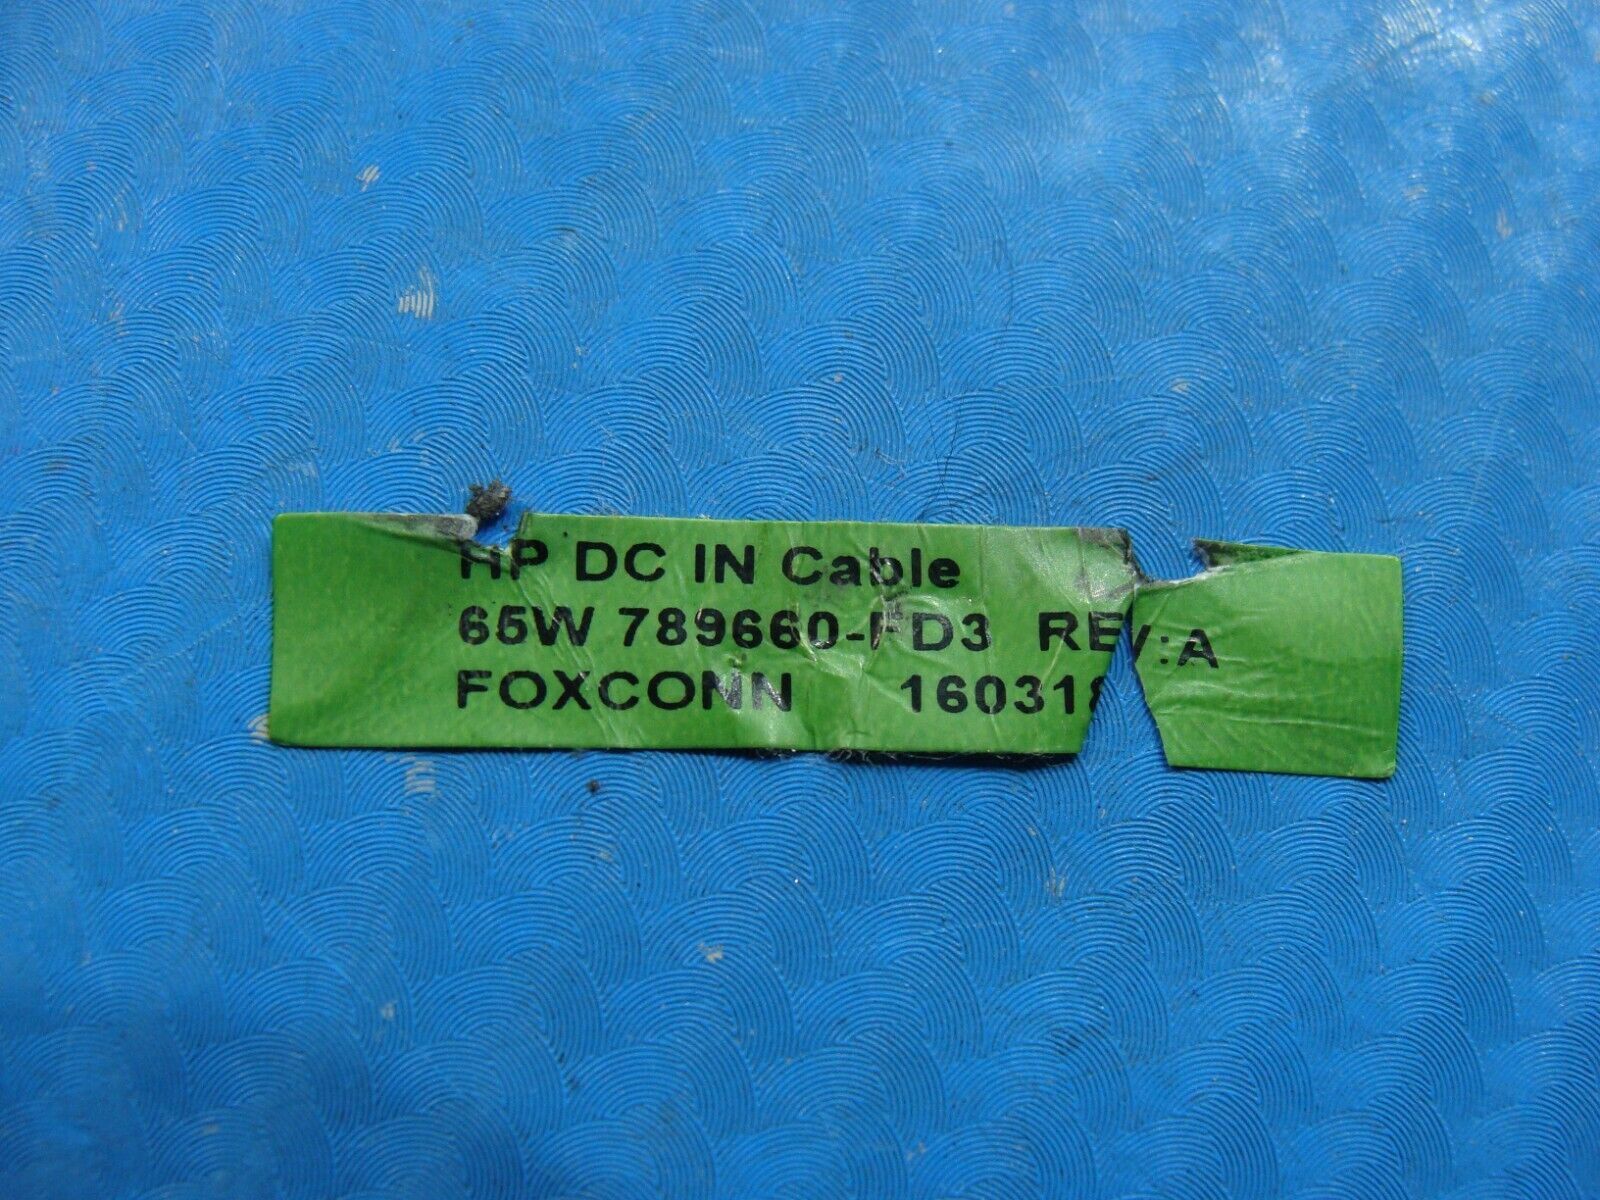 HP DC IN Cable
65W 789660-FD3 REV:A
FOXCONN 160318